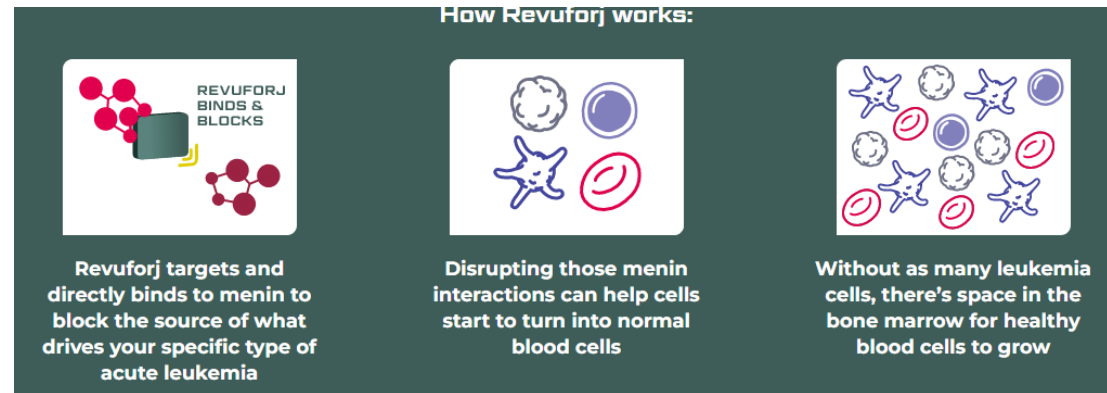 How Revuforj works:
REVUFORJ
BINDS &
BLOCKS
Revuforj targets and
directly binds to menin to
block the source of what
drives your specific type of
acute leukemia
Disrupting those menin
interactions can help cells
start to turn into normal
blood cells
Without as many leukemia
cells, there’s space in the
bone marrow for healthy
blood cells to grow